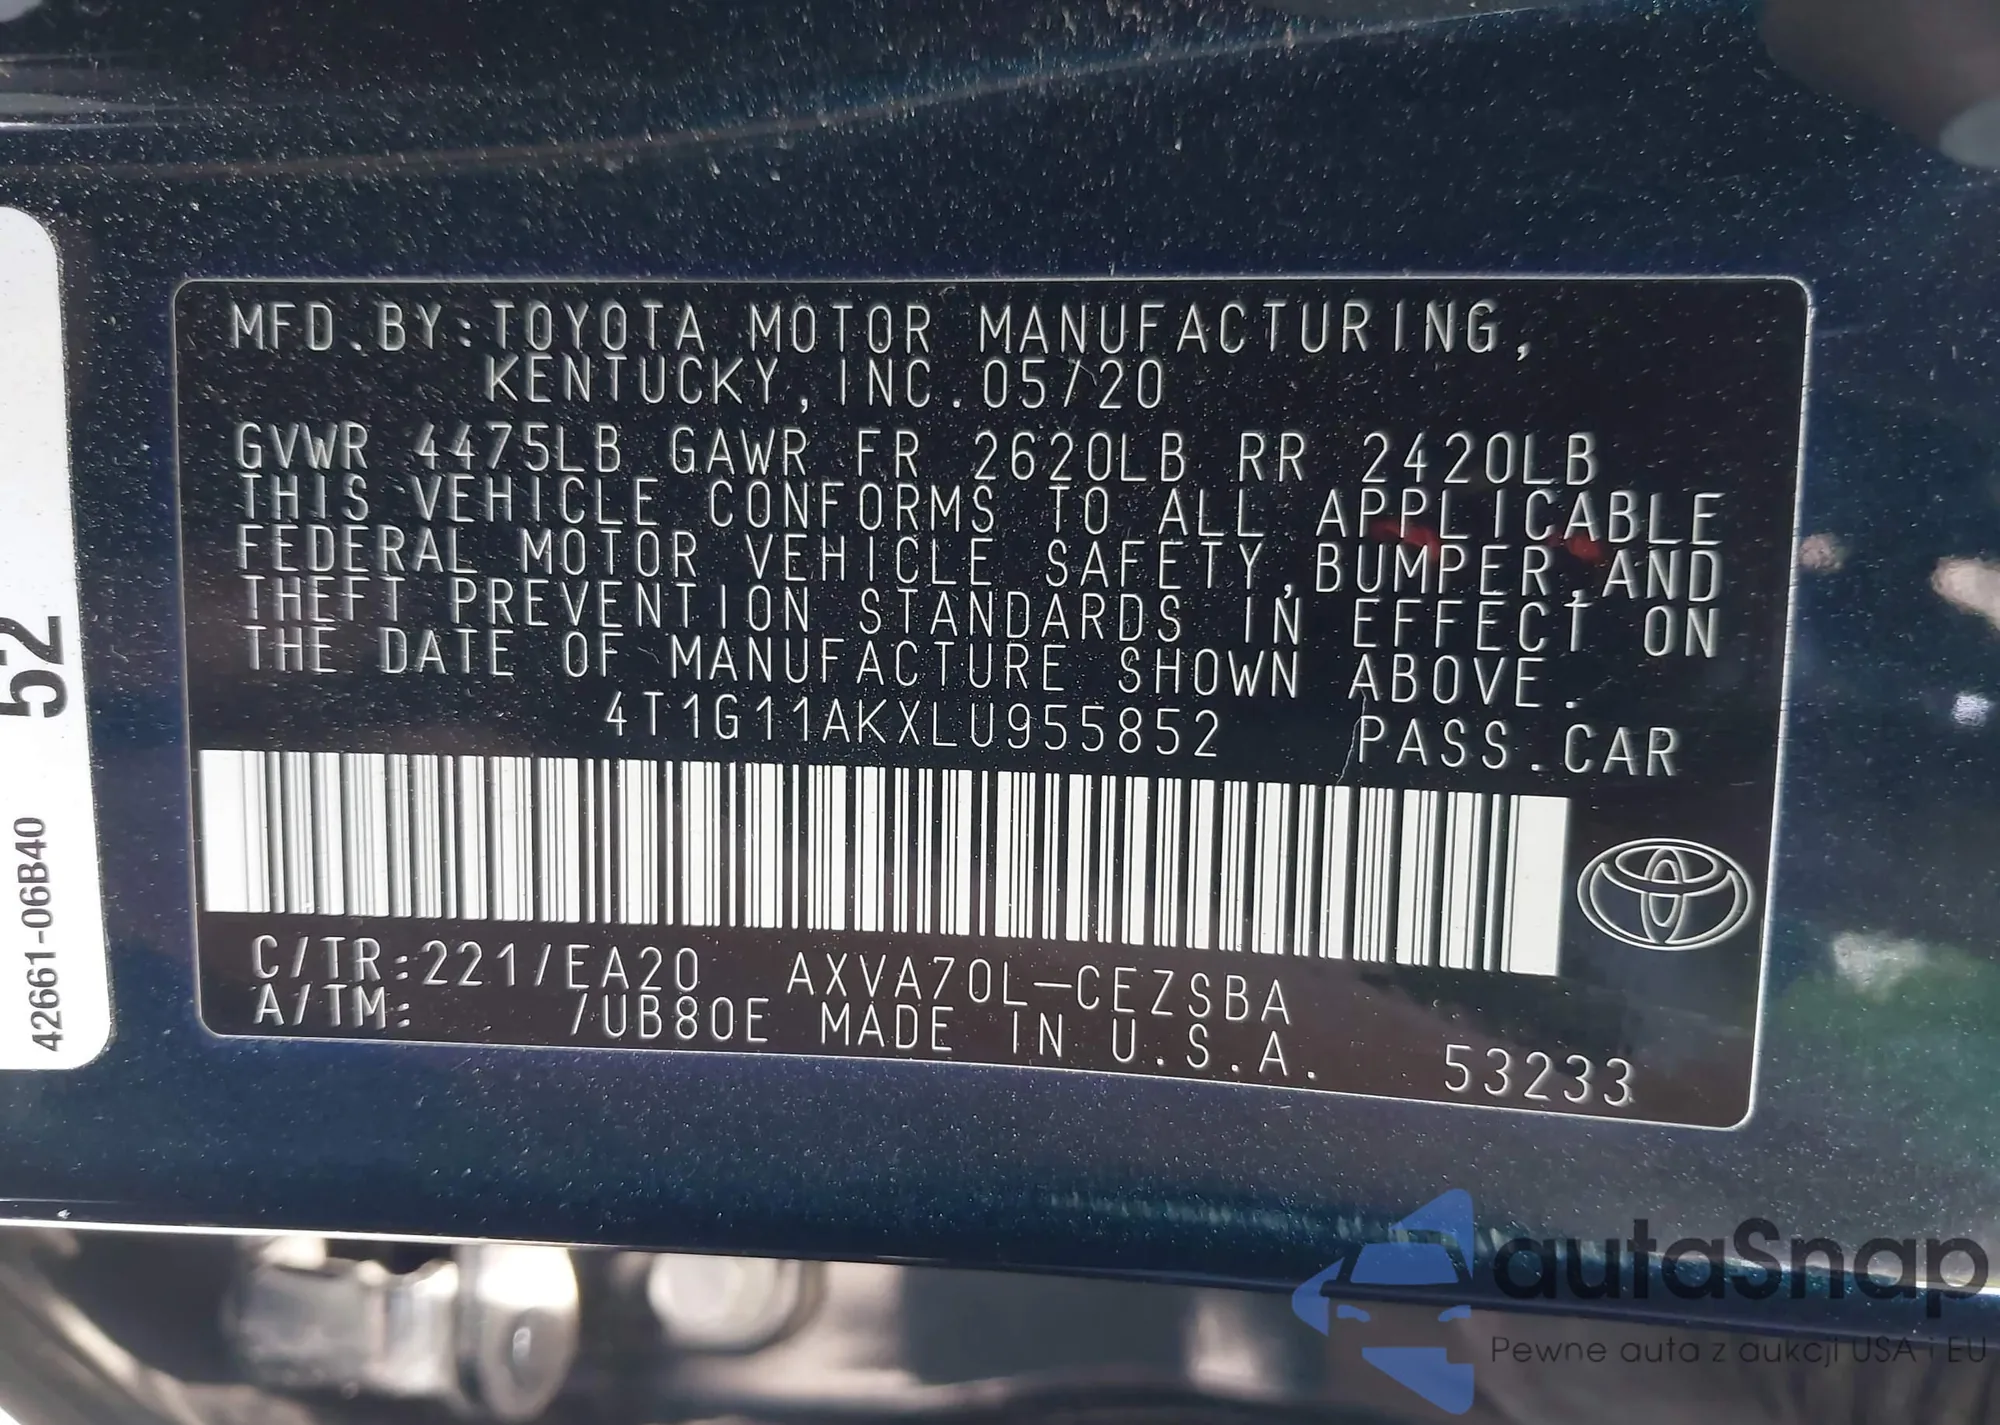 MFD.BY:TOYOTA MOTOR MANUFACTURING,
KENTUCKY,INC.05/20
GVWR 4475LB GAWR FR 2620LB RR 2420LB
THIS VEHICLE CONFORMS TO ALL APPLICABLE
FEDERAL MOTOR VEHICLE SAFETY,BUMPER,AND
THEFT PREVENTION STANDARDS IN EFFECT ON
THE DATE OF MANUFACTURE SHOWN ABOVE.
4T1G11AKXLU955852 PASS.CAR
C/TR:221/EA20 AXVA70L-CEZSBA
A/TM: /UB80E MADE IN U.S.A. 53233
52
42661-06B40
autaSnap
Pewne auta z aukcji USA i EU